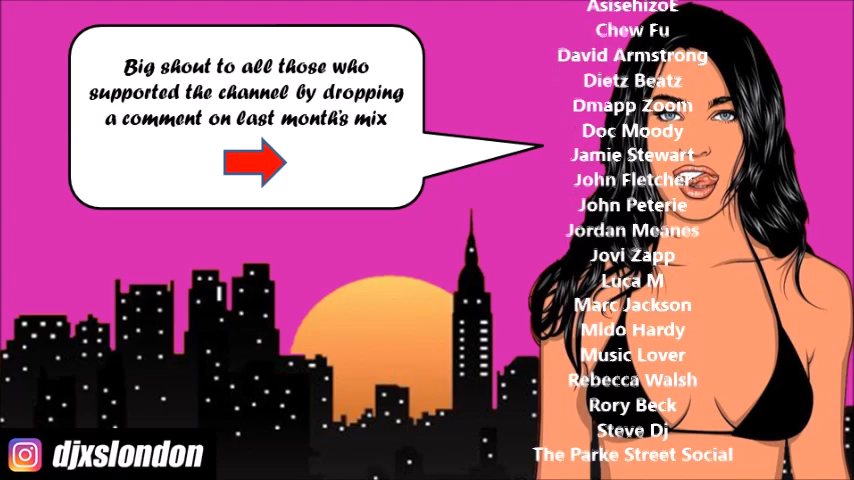 Big shout to all those who
supported the channel by dropping
a comment on last month's mix
AsisehizoE
Chew Fu
David Armstrong
Dietz Beatz
Dmapp Zoom
Doc Moody
Jamie Stewart
John Fletcher
John Peterie
Jordan Meanes
Jovi Zapp
Luca M
Marc Jackson
Mldo Hardy
Music Lover
Rebecca Walsh
Rory Beck
Steve Dj
The Parke Street Social
djxslondon